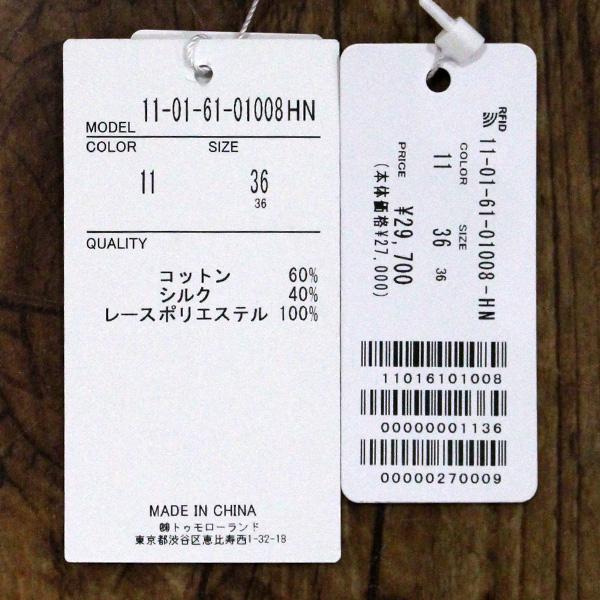 MODEL 11-01-61-01008HN
COLOR SIZE
11 36
36
QUALITY
コットン 60%
シルク 40%
レースポリエステル 100%
MADE IN CHINA
㈱トゥモローランド
東京都渋谷区恵比寿西1-32-18
RFID
11-01-61-01008-HN
COLOR SIZE
11 36 36
PRICE ¥29,700
(本体価格¥27,000)
11016101008
00000001136
00000270009